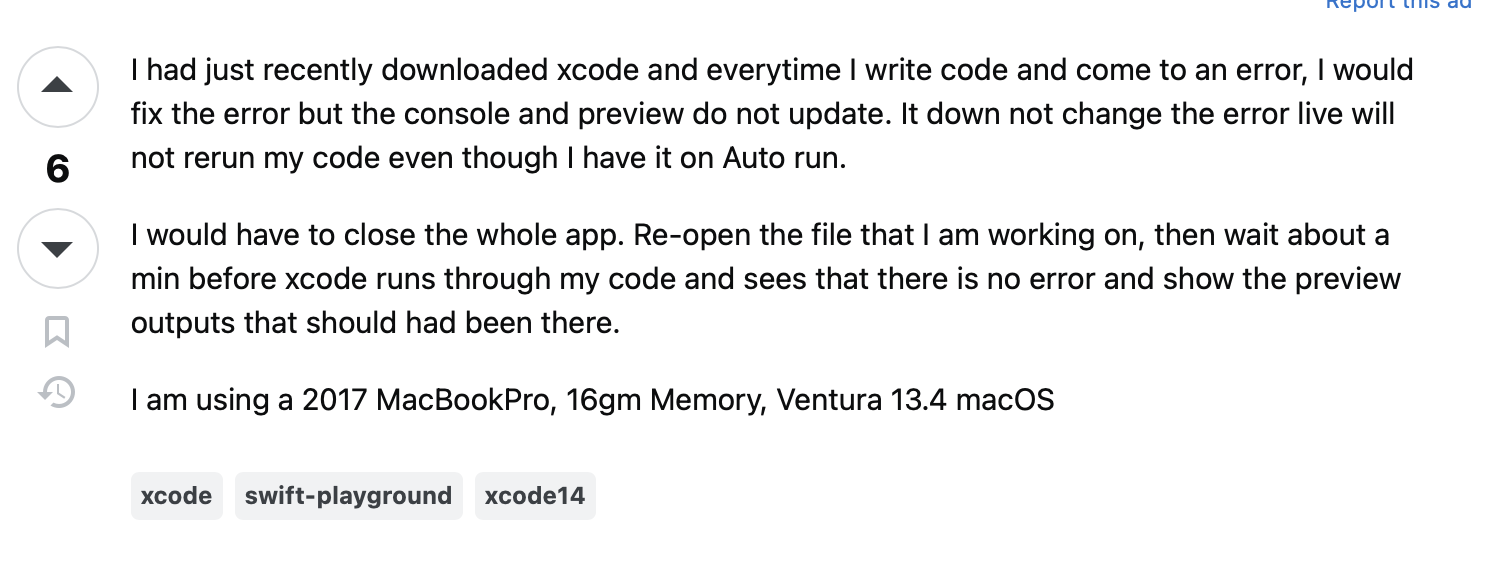 Report this ad
I had just recently downloaded xcode and everytime I write code and come to an error, I would
fix the error but the console and preview do not update. It down not change the error live will
not rerun my code even though I have it on Auto run.
6
I would have to close the whole app. Re-open the file that I am working on, then wait about a
min before xcode runs through my code and sees that there is no error and show the preview
outputs that should had been there.
I am using a 2017 MacBookPro, 16gm Memory, Ventura 13.4 macOS
xcode swift-playground xcode14